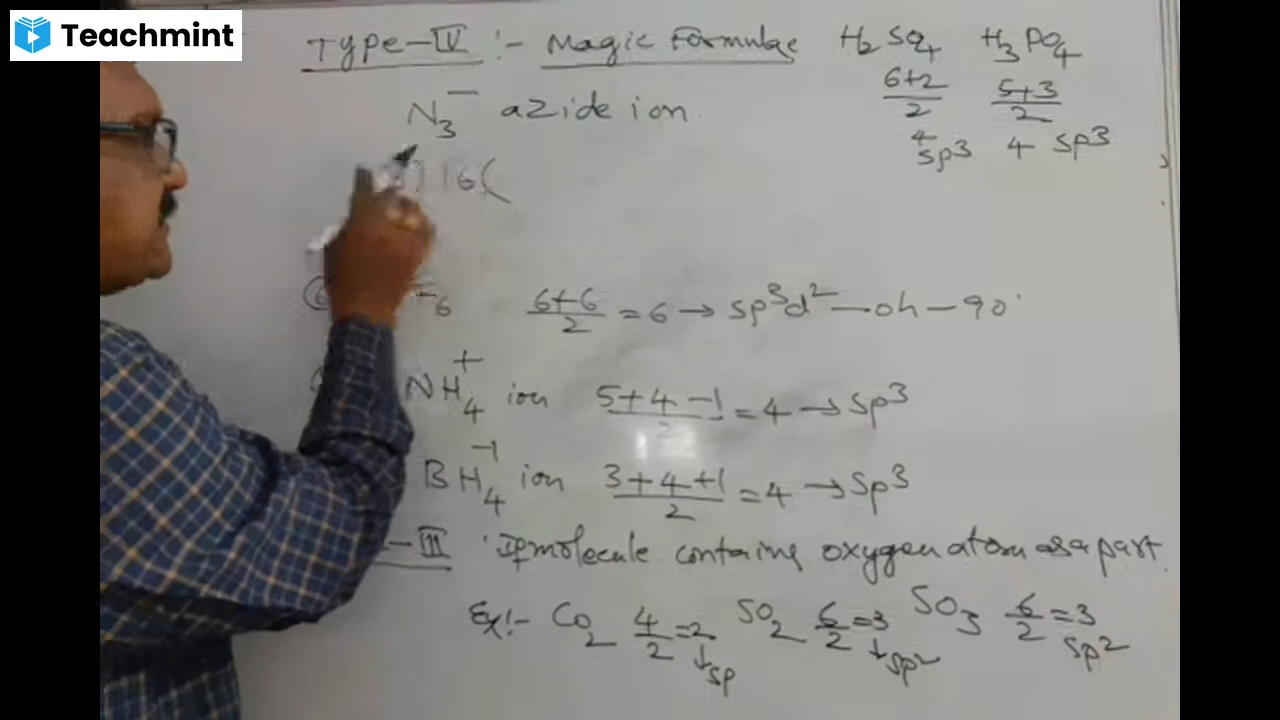 Teachmint
Type-IV :- Magic Formulae H₂SO₄ H₃PO₄
6+2/2 5+3/2
4 sp³ 4 sp³
N₃⁻ azide ion
16(
6 6+6/2 = 6 → sp³d² - oh - 90°
NH₄⁺ ion 5+4-1/2 = 4 → sp³
BH₄⁻¹ ion 3+4+1/2 = 4 → sp³
-III If molecule containing oxygen atom as a part.
Ex:- CO₂ 4/2 = 2 ↓ sp SO₂ 6/2 = 3 ↓ sp² SO₃ 6/2 = 3 sp²